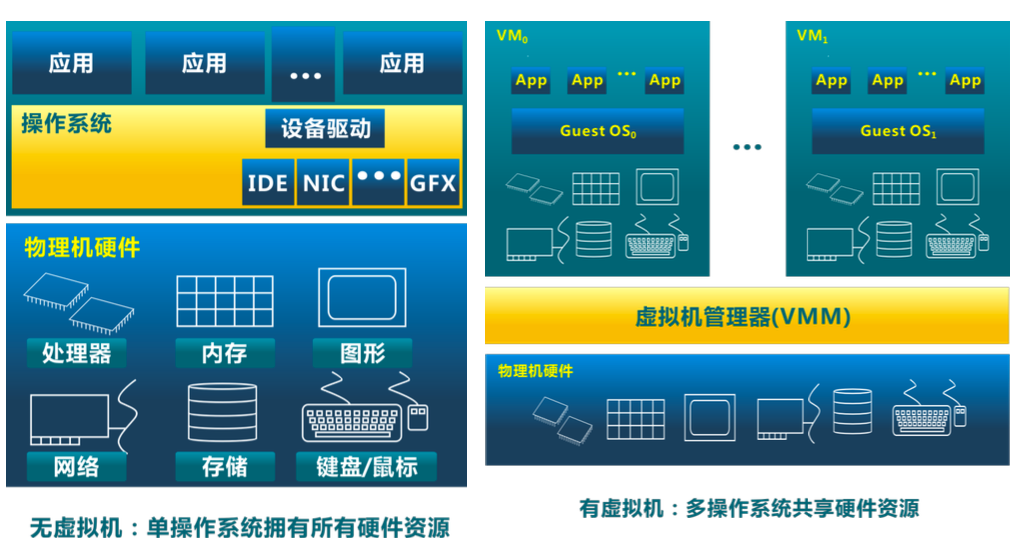 应用 应用 ... 应用
操作系统
设备驱动
IDE NIC ... GFX
物理机硬件
处理器 内存 图形
网络 存储 键盘/鼠标
无虚拟机：单操作系统拥有所有硬件资源
VM0
App App ... App
Guest OS0
...
VM1
App App ... App
Guest OS1
虚拟机管理器(VMM)
物理机硬件
有虚拟机：多操作系统共享硬件资源